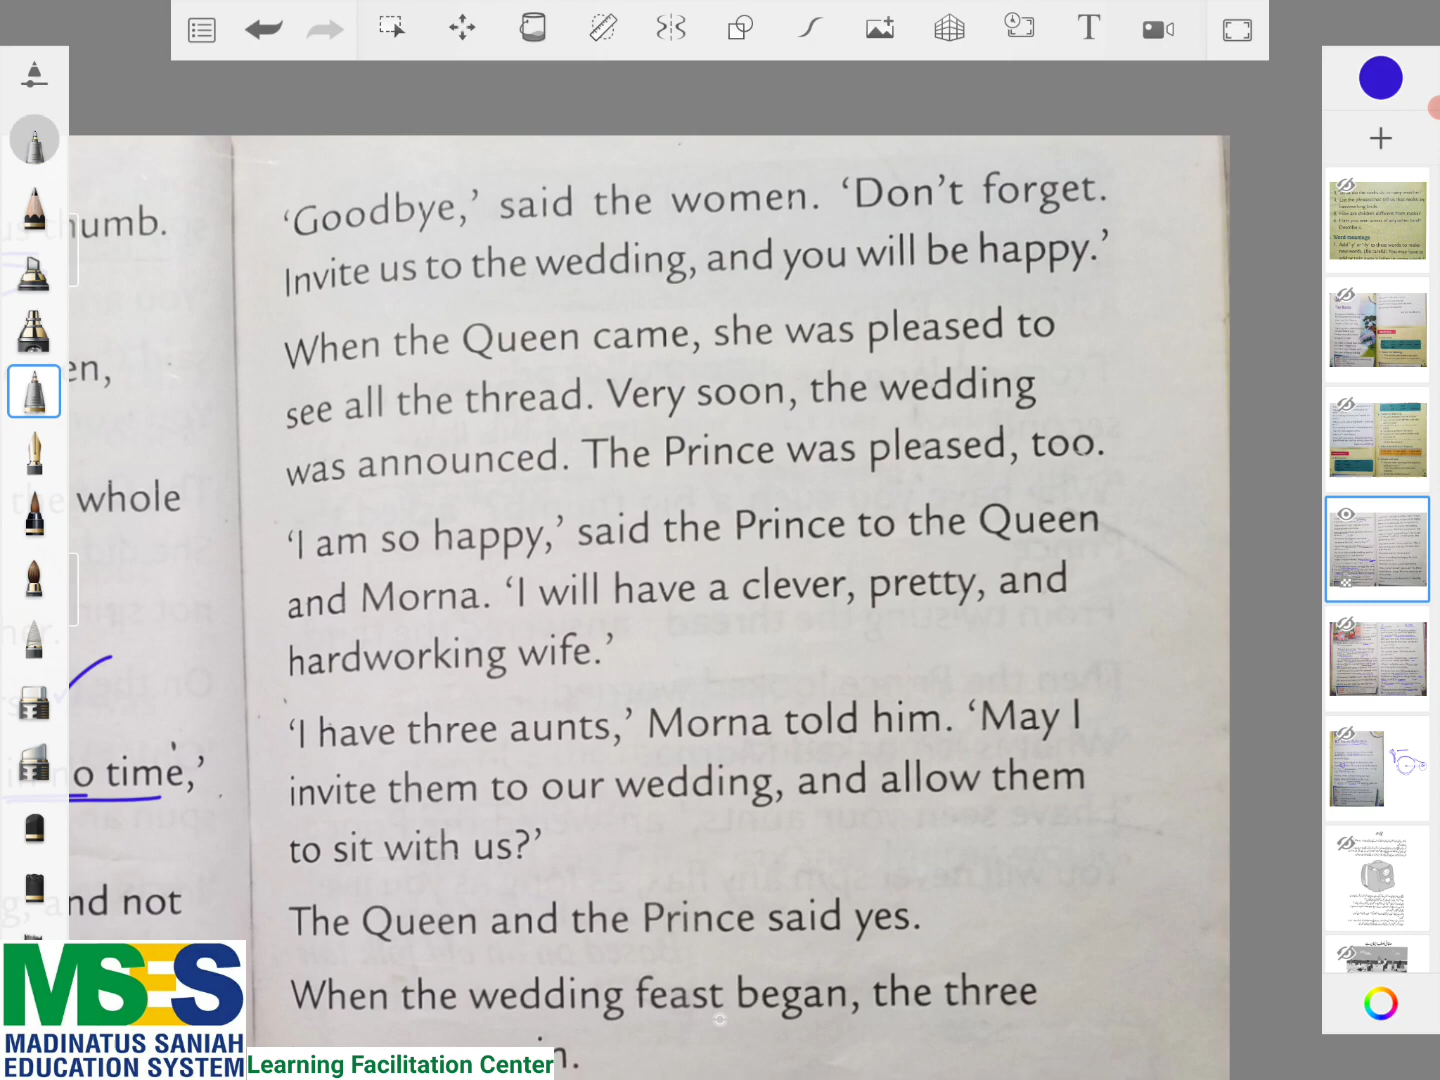 humb.
en,
whole
o time,'
nd not
'Goodbye,' said the women. 'Don't forget.
Invite us to the wedding, and you will be happy.'
When the Queen came, she was pleased to
see all the thread. Very soon, the wedding
was announced. The Prince was pleased, too.
'I am so happy,' said the Prince to the Queen
and Morna. 'I will have a clever, pretty, and
hardworking wife.'
'I have three aunts,' Morna told him. 'May I
invite them to our wedding, and allow them
to sit with us?'
The Queen and the Prince said yes.
When the wedding feast began, the three
n.
MSES
MADINATUS SANIAH
EDUCATION SYSTEM
Learning Facilitation Center
T